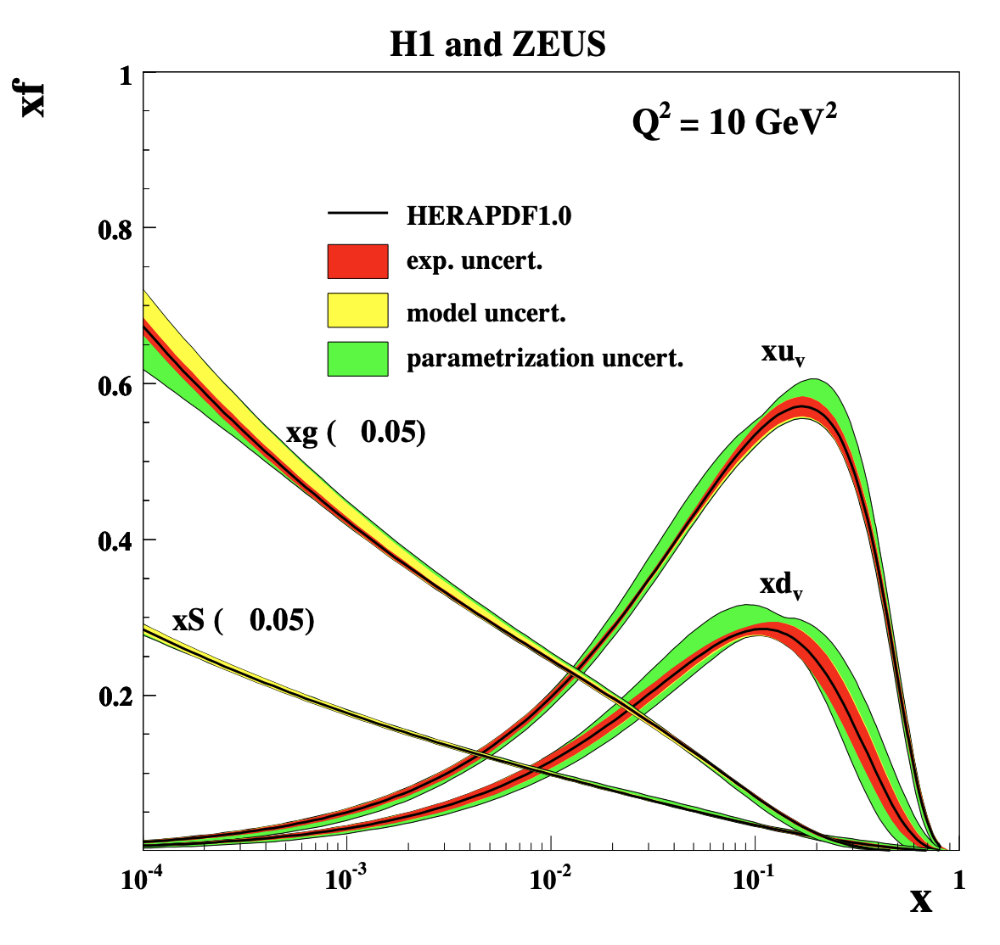 H1 and ZEUS
xf
1
Q² = 10 GeV²
HERAPDF1.0
0.8
exp. uncert.
model uncert.
parametrization uncert.
xuᵥ
0.6
xg ( 0.05)
0.4
xdᵥ
xS ( 0.05)
0.2
10⁻⁴ 10⁻³ 10⁻² 10⁻¹ 1
x